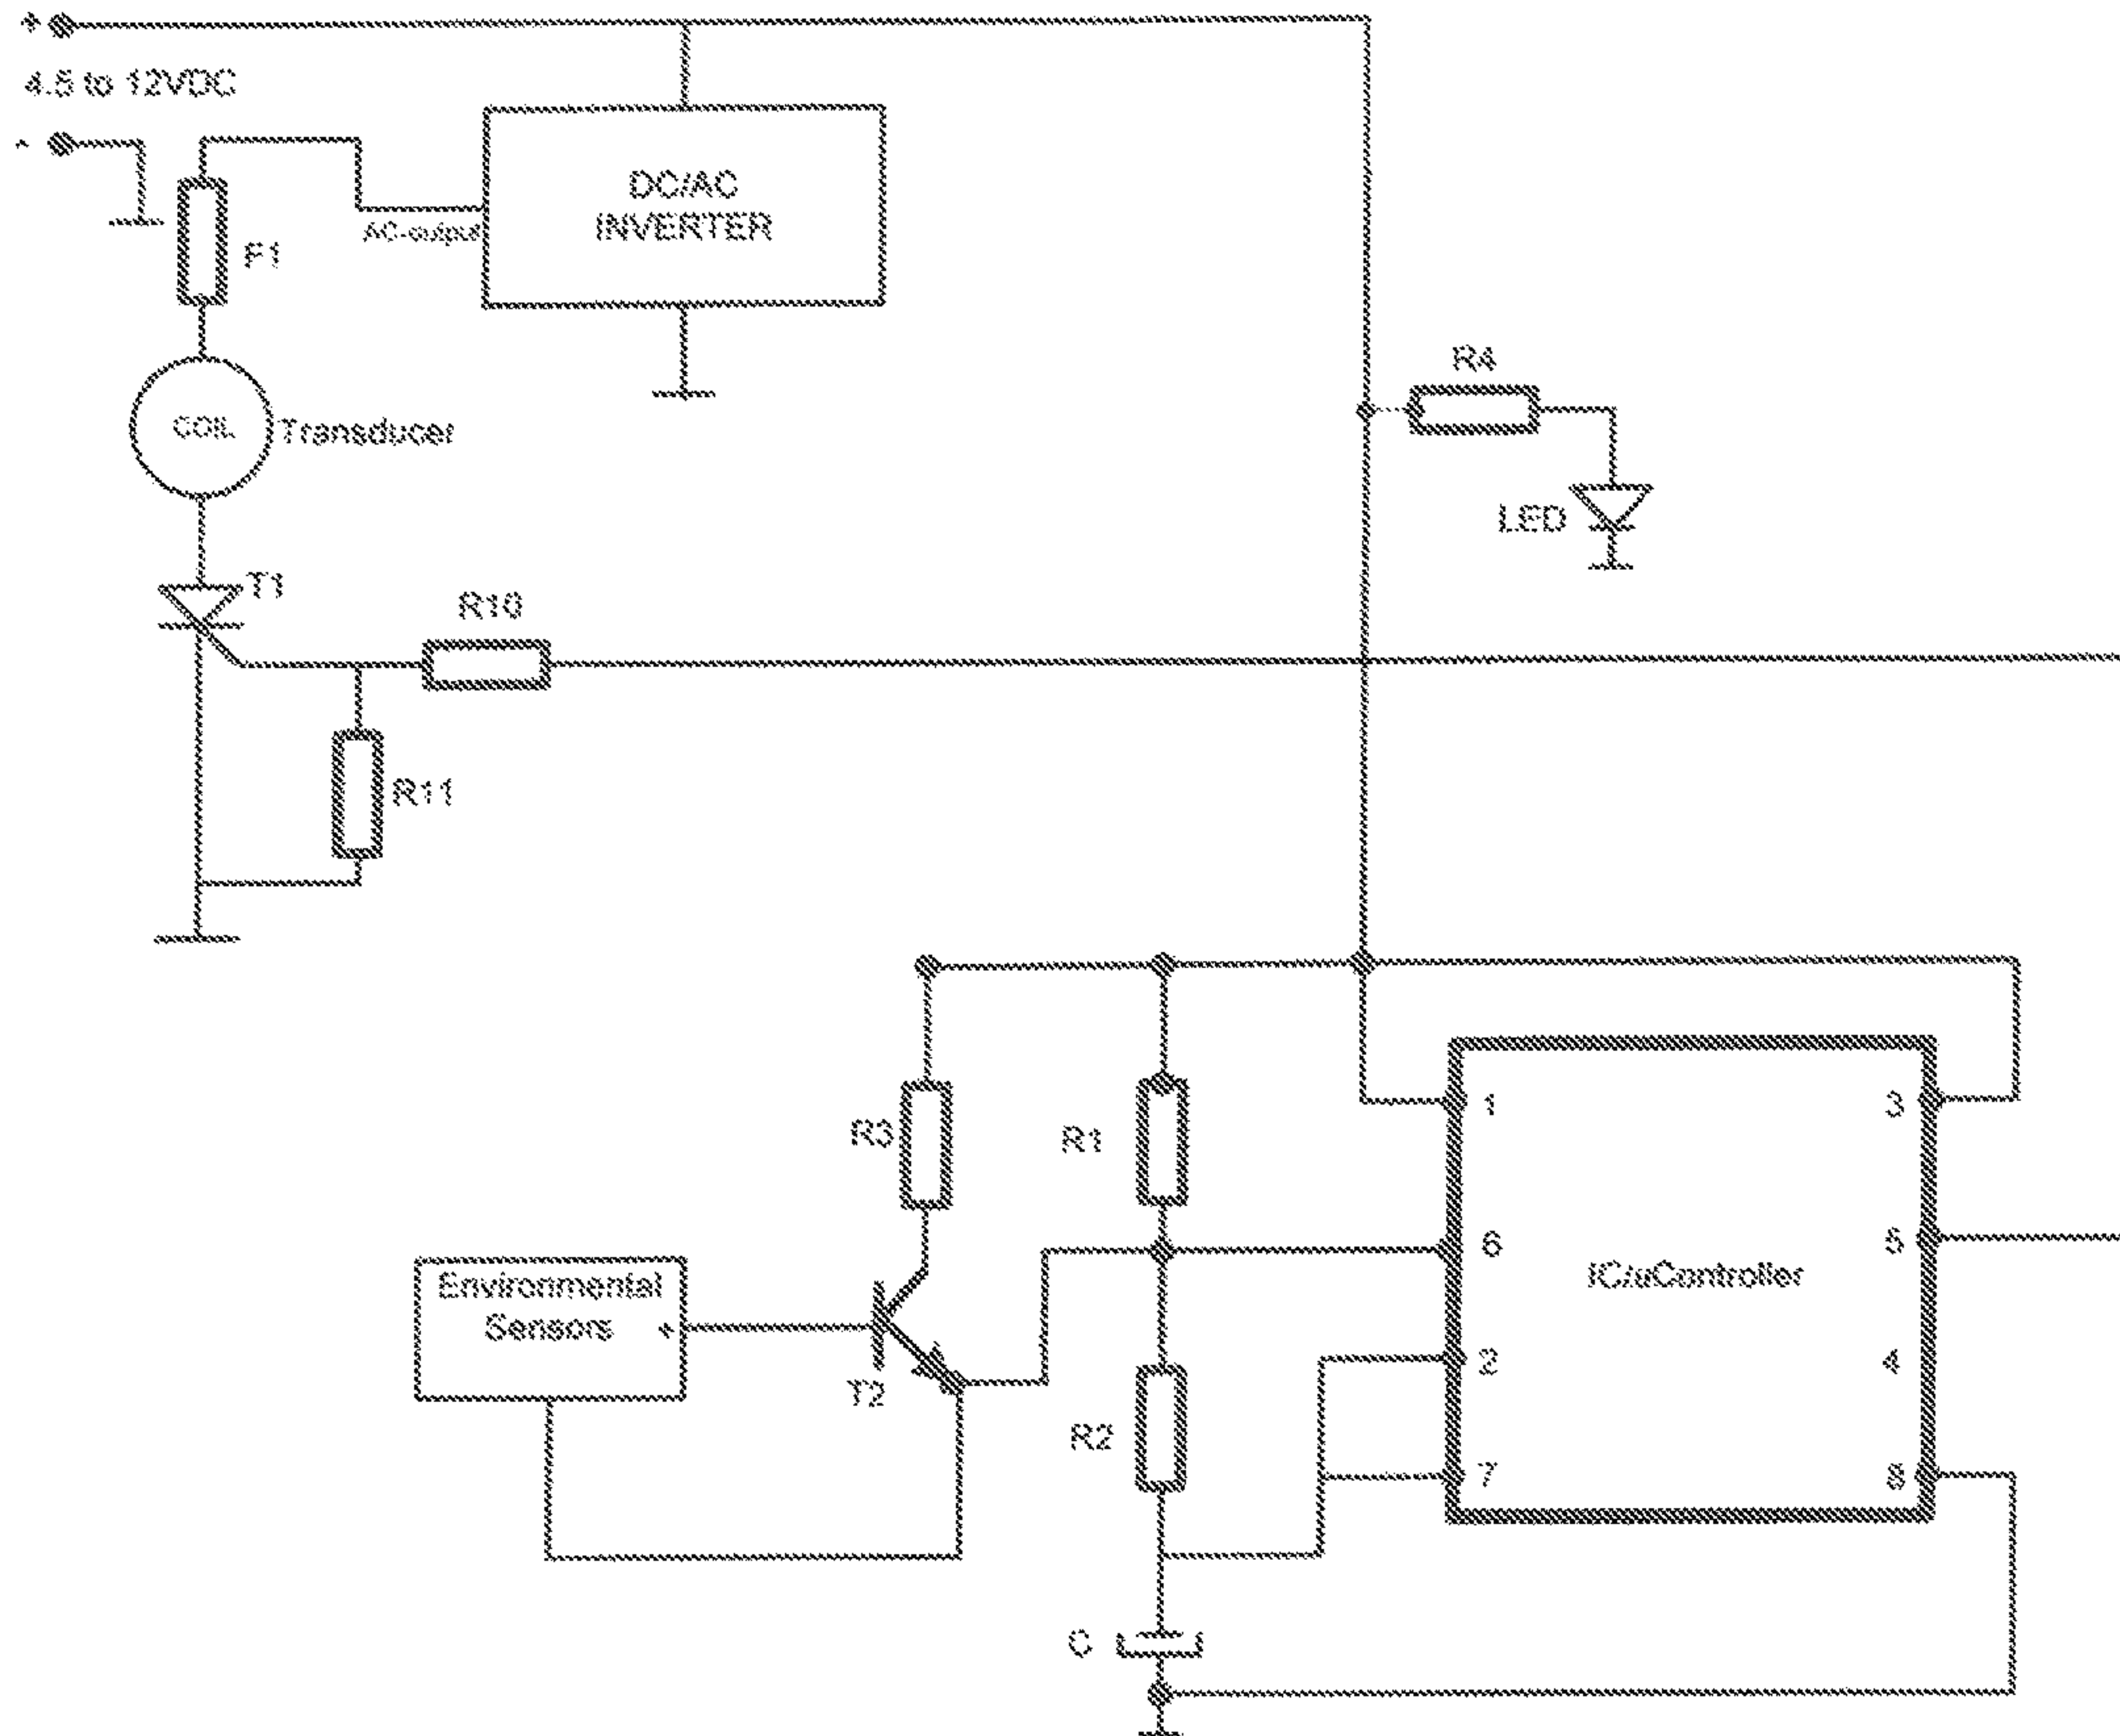 +
4.5 to 12VDC
-
DC/AC
INVERTER
AC-output
F1
COIL
Transducer
R4
LED
T1
R10
R11
R3
R1
1
3
6
5
IC/uController
Environmental
Sensors
+
T2
2
4
R2
7
8
C